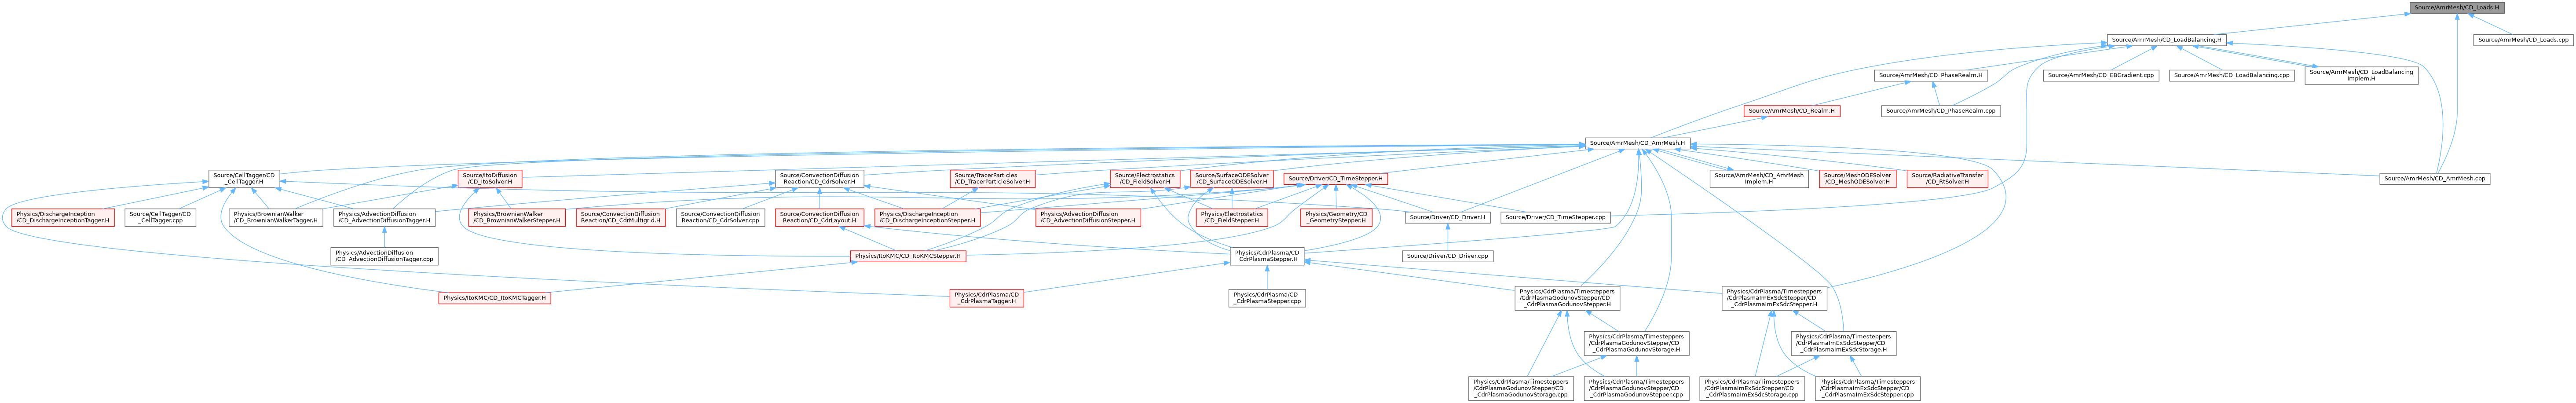 Source/AmrMesh/CD_Loads.H
Source/AmrMesh/CD_LoadBalancing.H
Source/AmrMesh/CD_Loads.cpp
Source/AmrMesh/CD_PhaseRealm.H
Source/AmrMesh/CD_EBGradient.cpp
Source/AmrMesh/CD_LoadBalancing.cpp
Source/AmrMesh/CD_LoadBalancing
Implem.H
Source/AmrMesh/CD_Realm.H
Source/AmrMesh/CD_PhaseRealm.cpp
Source/AmrMesh/CD_AmrMesh.H
Source/CellTagger/CD
_CellTagger.H
Source/ItoDiffusion
/CD_ItoSolver.H
Source/ConvectionDiffusion
Reaction/CD_CdrSolver.H
Source/TracerParticles
/CD_TracerParticleSolver.H
Source/Electrostatics
/CD_FieldSolver.H
Source/SurfaceODESolver
/CD_SurfaceODESolver.H
Source/Driver/CD_TimeStepper.H
Source/AmrMesh/CD_AmrMesh
Implem.H
Source/MeshODESolver
/CD_MeshODESolver.H
Source/RadiativeTransfer
/CD_RtSolver.H
Source/AmrMesh/CD_AmrMesh.cpp
Physics/DischargeInception
/CD_DischargeInceptionTagger.H
Source/CellTagger/CD
_CellTagger.cpp
Physics/BrownianWalker
/CD_BrownianWalkerTagger.H
Physics/AdvectionDiffusion
/CD_AdvectionDiffusionTagger.H
Physics/BrownianWalker
/CD_BrownianWalkerStepper.H
Source/ConvectionDiffusion
Reaction/CD_CdrMultigrid.H
Source/ConvectionDiffusion
Reaction/CD_CdrSolver.cpp
Source/ConvectionDiffusion
Reaction/CD_CdrLayout.H
Physics/DischargeInception
/CD_DischargeInceptionStepper.H
Physics/AdvectionDiffusion
/CD_AdvectionDiffusionStepper.H
Physics/Electrostatics
/CD_FieldStepper.H
Physics/Geometry/CD
_GeometryStepper.H
Source/Driver/CD_Driver.H
Source/Driver/CD_TimeStepper.cpp
Physics/AdvectionDiffusion
/CD_AdvectionDiffusionTagger.cpp
Physics/ItoKMC/CD_ItoKMCStepper.H
Physics/CdrPlasma/CD
_CdrPlasmaStepper.H
Source/Driver/CD_Driver.cpp
Physics/ItoKMC/CD_ItoKMCTagger.H
Physics/CdrPlasma/CD
_CdrPlasmaTagger.H
Physics/CdrPlasma/CD
_CdrPlasmaStepper.cpp
Physics/CdrPlasma/Timesteppers
/CdrPlasmaGodunovStepper/CD
_CdrPlasmaGodunovStepper.H
Physics/CdrPlasma/Timesteppers
/CdrPlasmaImExSdcStepper/CD
_CdrPlasmaImExSdcStepper.H
Physics/CdrPlasma/Timesteppers
/CdrPlasmaGodunovStepper/CD
_CdrPlasmaGodunovStorage.H
Physics/CdrPlasma/Timesteppers
/CdrPlasmaImExSdcStepper/CD
_CdrPlasmaImExSdcStorage.H
Physics/CdrPlasma/Timesteppers
/CdrPlasmaGodunovStepper/CD
_CdrPlasmaGodunovStorage.cpp
Physics/CdrPlasma/Timesteppers
/CdrPlasmaGodunovStepper/CD
_CdrPlasmaGodunovStepper.cpp
Physics/CdrPlasma/Timesteppers
/CdrPlasmaImExSdcStepper/CD
_CdrPlasmaImExSdcStorage.cpp
Physics/CdrPlasma/Timesteppers
/CdrPlasmaImExSdcStepper/CD
_CdrPlasmaImExSdcStepper.cpp